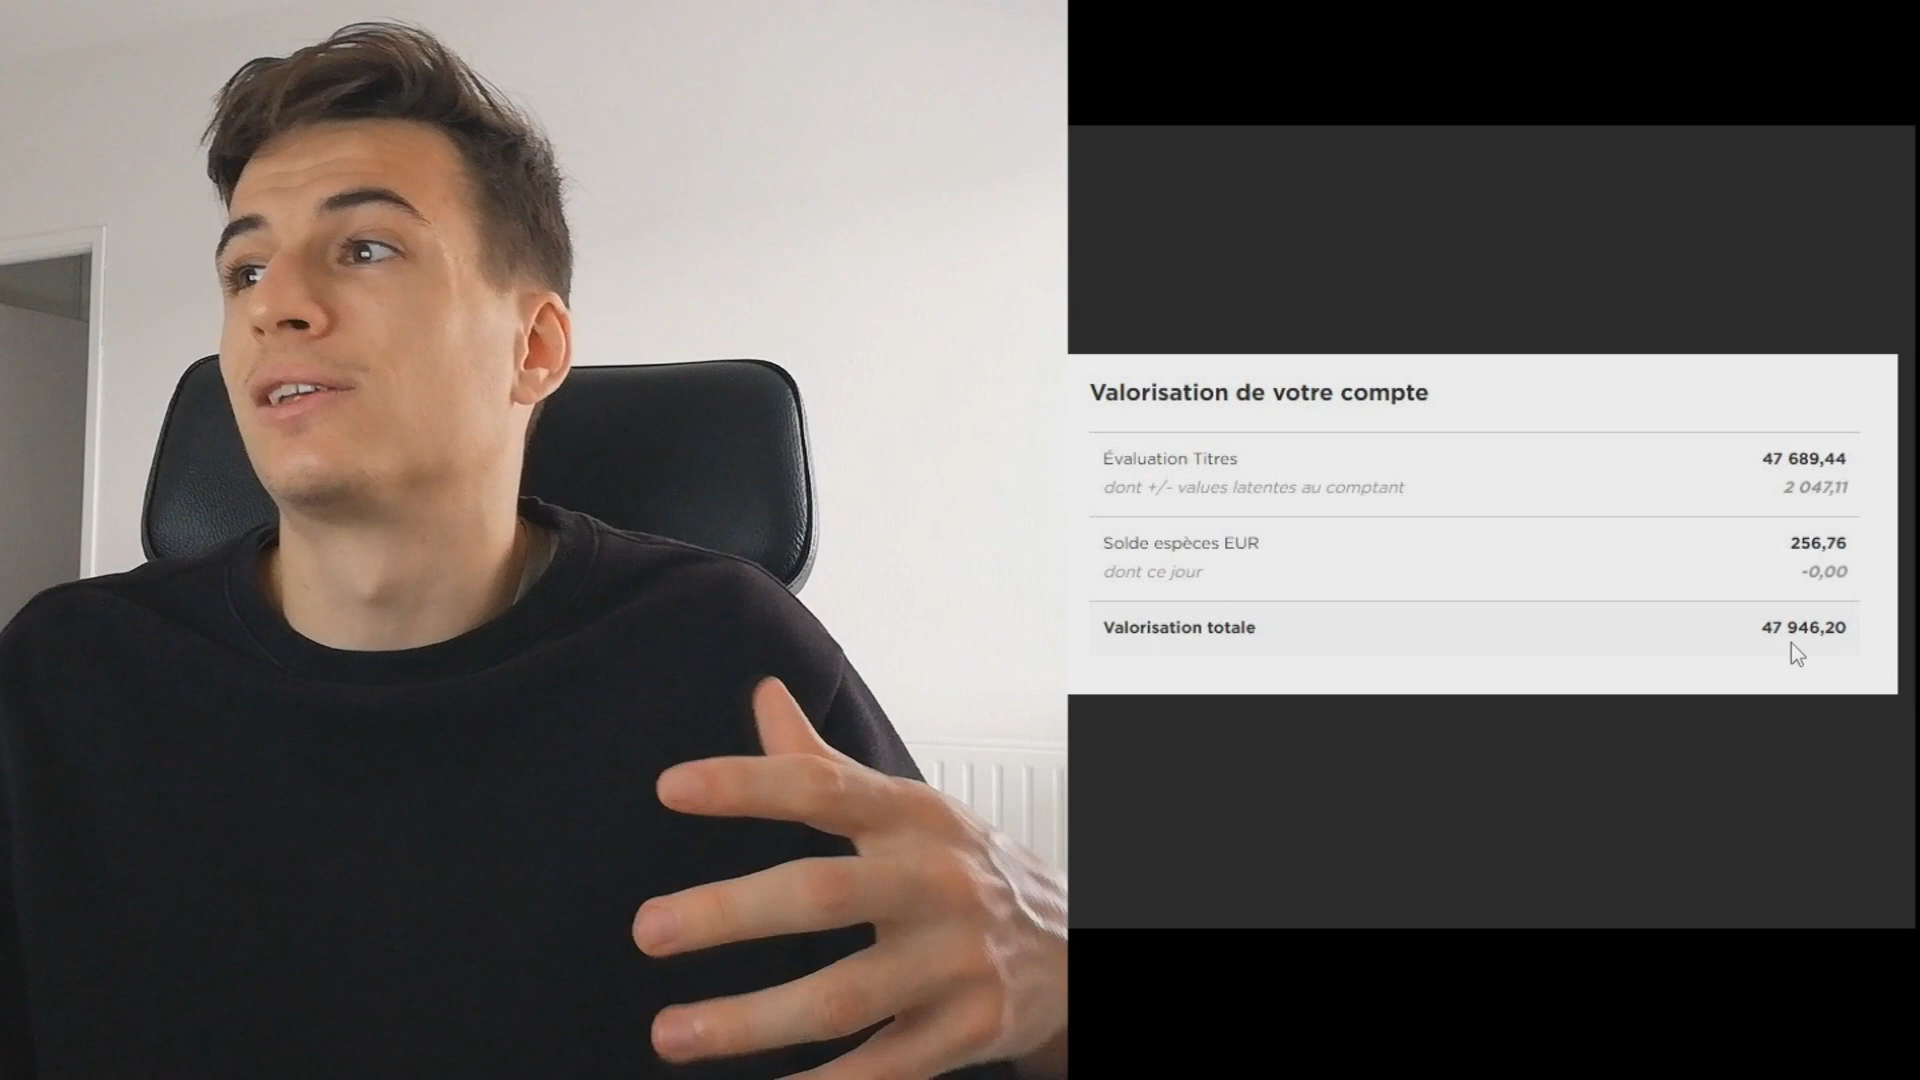 Valorisation de votre compte
Évaluation Titres 47 689,44
dont +/- values latentes au comptant 2 047,11
Solde espèces EUR 256,76
dont ce jour -0,00
Valorisation totale 47 946,20